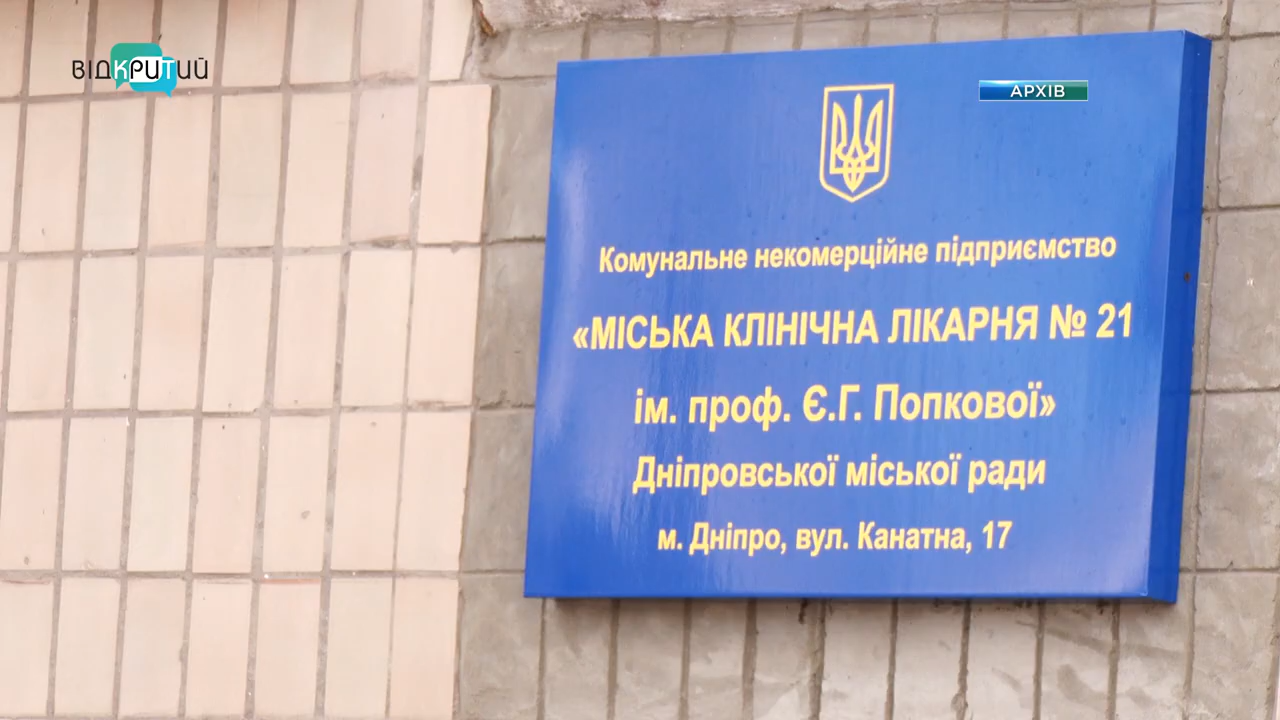 ВІДКРИТИЙ
АРХІВ
Комунальне некомерційне підприємство
«МІСЬКА КЛІНІЧНА ЛІКАРНЯ № 21
ім. проф. Є.Г. Попкової»
Дніпровської міської ради
м. Дніпро, вул. Канатна, 17